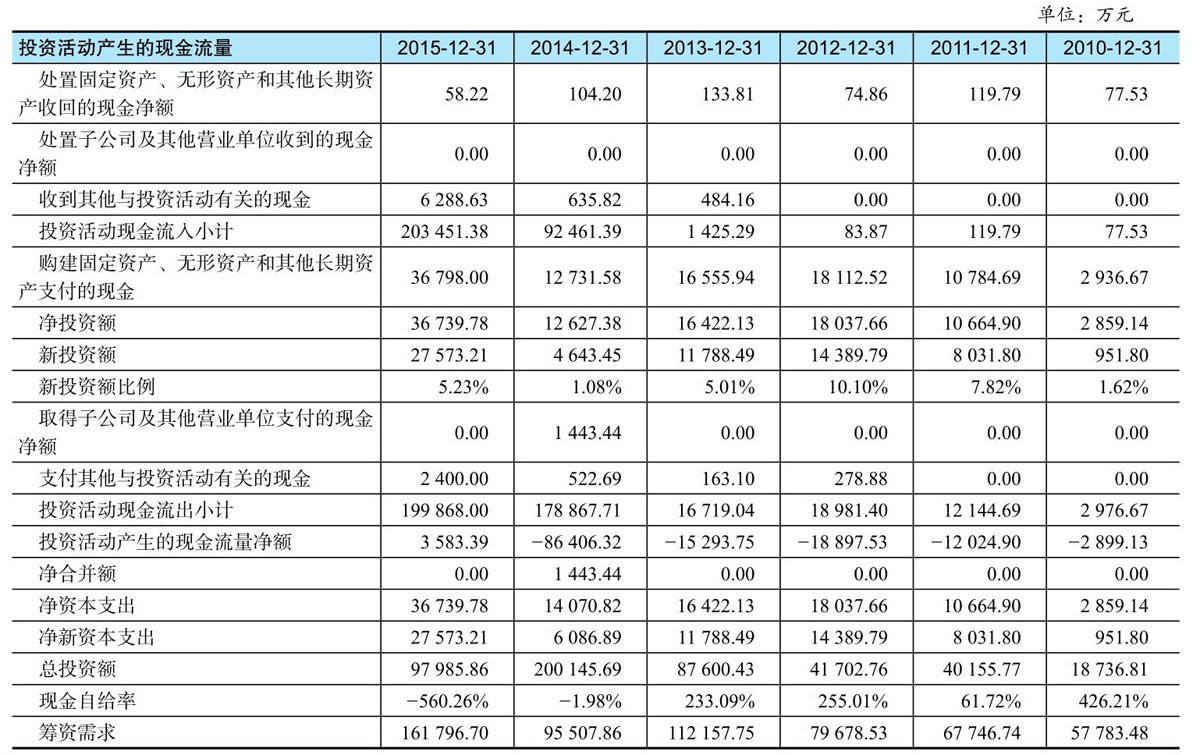 单位：万元
投资活动产生的现金流量 2015-12-31 2014-12-31 2013-12-31 2012-12-31 2011-12-31 2010-12-31
处置固定资产、无形资产和其他长期资
产收回的现金净额 58.22 104.20 133.81 74.86 119.79 77.53
处置子公司及其他营业单位收到的现金
净额 0.00 0.00 0.00 0.00 0.00 0.00
收到其他与投资活动有关的现金 6 288.63 635.82 484.16 0.00 0.00 0.00
投资活动现金流入小计 203 451.38 92 461.39 1 425.29 83.87 119.79 77.53
购建固定资产、无形资产和其他长期资
产支付的现金 36 798.00 12 731.58 16 555.94 18 112.52 10 784.69 2 936.67
净投资额 36 739.78 12 627.38 16 422.13 18 037.66 10 664.90 2 859.14
新投资额 27 573.21 4 643.45 11 788.49 14 389.79 8 031.80 951.80
新投资额比例 5.23% 1.08% 5.01% 10.10% 7.82% 1.62%
取得子公司及其他营业单位支付的现金
净额 0.00 1 443.44 0.00 0.00 0.00 0.00
支付其他与投资活动有关的现金 2 400.00 522.69 163.10 278.88 0.00 0.00
投资活动现金流出小计 199 868.00 178 867.71 16 719.04 18 981.40 12 144.69 2 976.67
投资活动产生的现金流量净额 3 583.39 −86 406.32 −15 293.75 −18 897.53 −12 024.90 −2 899.13
净合并额 0.00 1 443.44 0.00 0.00 0.00 0.00
净资本支出 36 739.78 14 070.82 16 422.13 18 037.66 10 664.90 2 859.14
净新资本支出 27 573.21 6 086.89 11 788.49 14 389.79 8 031.80 951.80
总投资额 97 985.86 200 145.69 87 600.43 41 702.76 40 155.77 18 736.81
现金自给率 −560.26% −1.98% 233.09% 255.01% 61.72% 426.21%
筹资需求 161 796.70 95 507.86 112 157.75 79 678.53 67 746.74 57 783.48